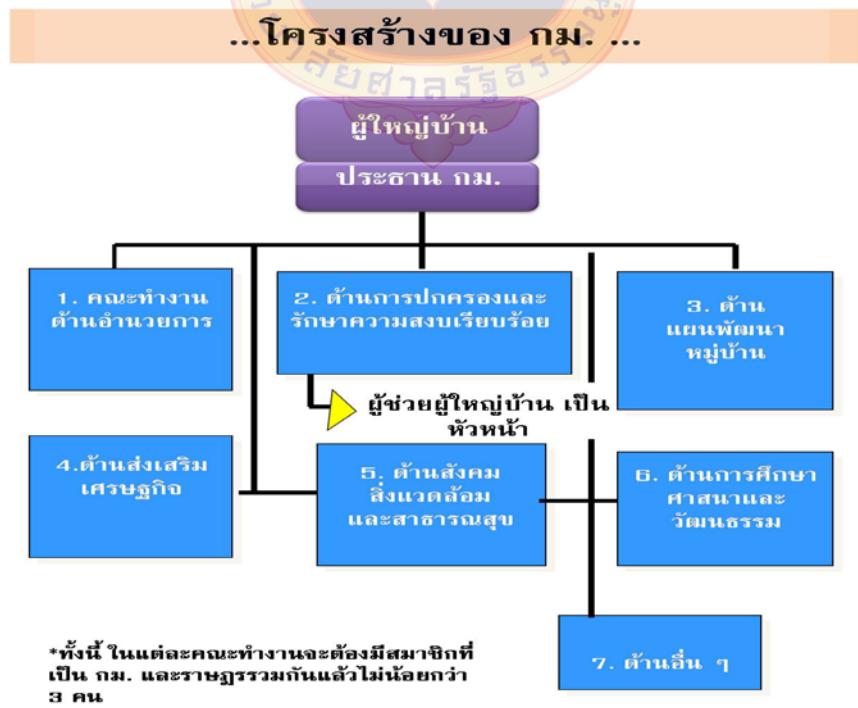 ...โครงสร้างของ กม. ...
ลัยศาลรัฐธรรมนู
ผู้ใหญ่บ้าน
ประธาน กม.
1. คณะทำงาน
ด้านอำนวยการ
2. ด้านการปกครองและ
รักษาความสงบเรียบร้อย
3. ด้าน
แผนพัฒนา
หมู่บ้าน
ผู้ช่วยผู้ใหญ่บ้าน เป็น
หัวหน้า
4.ด้านส่งเสริม
เศรษฐกิจ
5. ด้านสังคม
สิ่งแวดล้อม
และสาธารณสุข
6. ด้านการศึกษา
ศาสนาและ
วัฒนธรรม
7. ด้านอื่น ๆ
*ทั้งนี้ ในแต่ละคณะทำงานจะต้องมีสมาชิกที่
เป็น กม. และราษฎรรวมกันแล้วไม่น้อยกว่า
3 คน